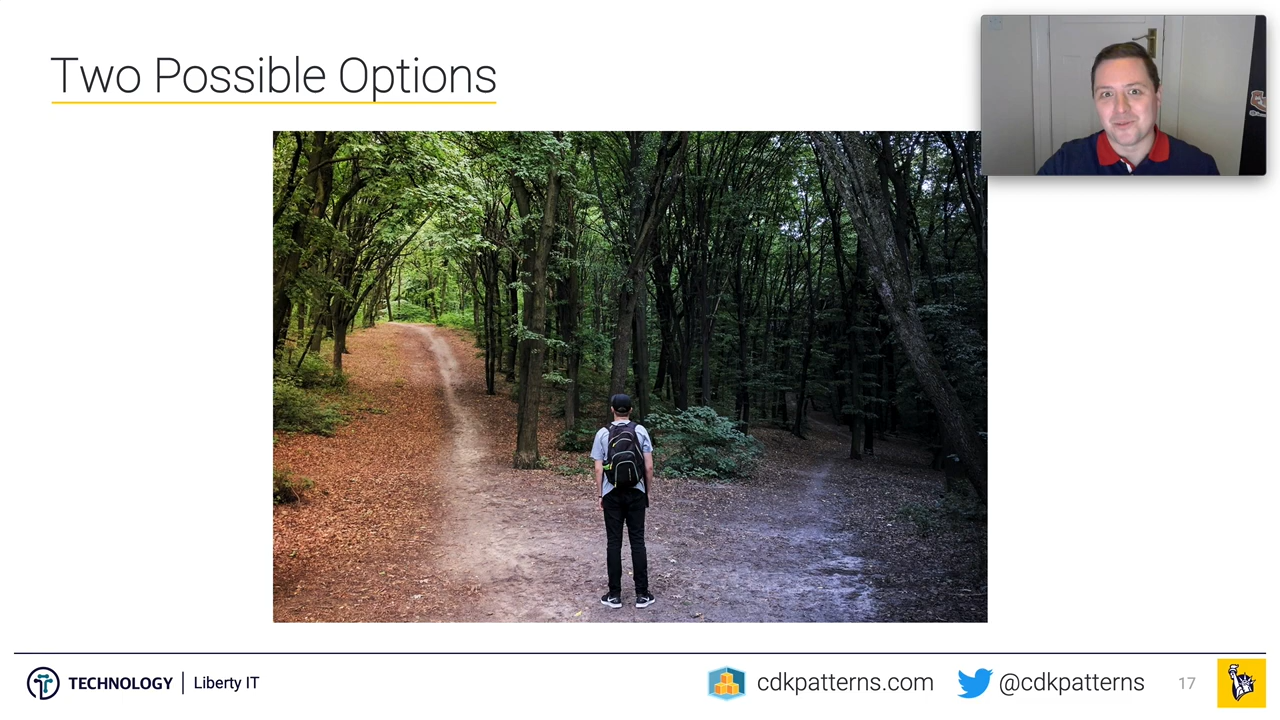 Two Possible Options
TECHNOLOGY | Liberty IT
cdkpatterns.com
@cdkpatterns
17